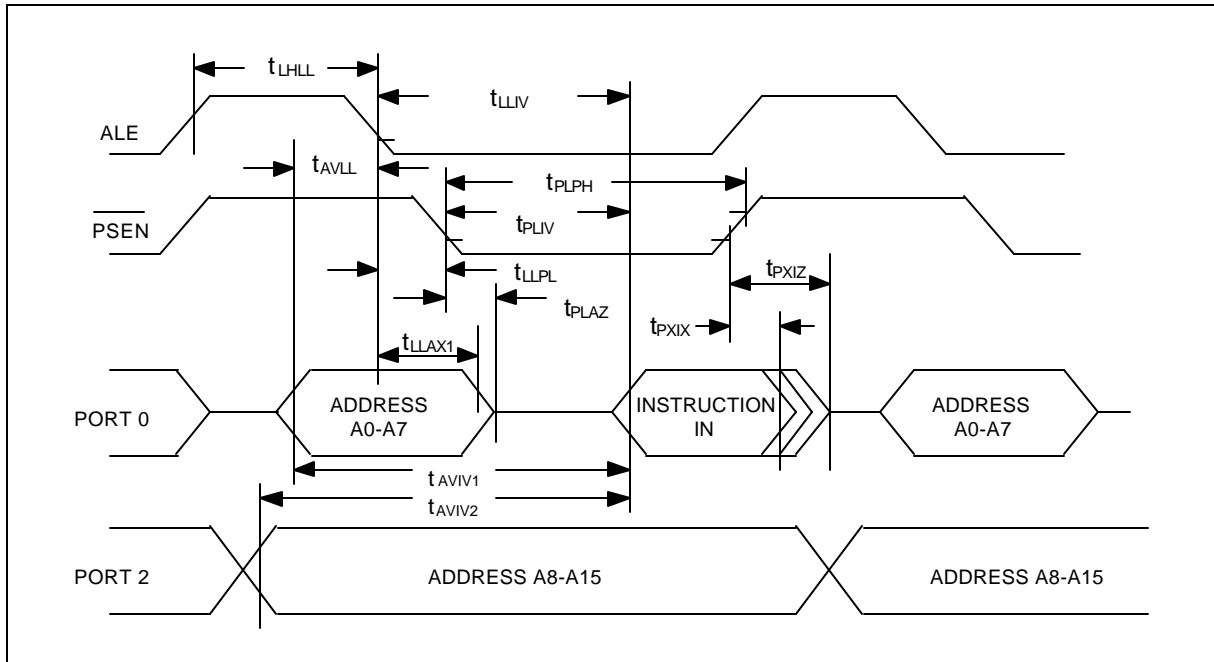 tLHLL
tLLIV
ALE
tAVLL
tPLPH
PSEN
tPLIV
tLLPL
tPXIZ
tPLAZ
tPXIX
tLLAX1
PORT 0
ADDRESS
A0-A7
INSTRUCTION
IN
ADDRESS
A0-A7
tAVIV1
tAVIV2
PORT 2
ADDRESS A8-A15
ADDRESS A8-A15